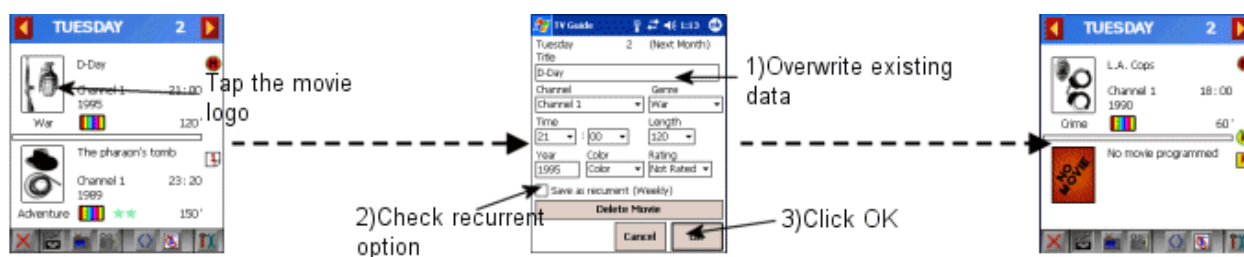 TUESDAY 2
D-Day
Channel 1 21:00
1995
War 120'
The pharaon's tomb
Channel 1 23:20
1989
Adventure 150'
Tap the movie
logo
TV Guide 1:13
Tuesday 2 (Next Month)
Title
D-Day
Channel Genre
Channel 1 War
Time Length
21 : 00 120
Year Color Rating
1995 Color Not Rated
Save as recurrent (Weekly)
Delete Movie
Cancel
1)Overwrite existing
data
2)Check recurrent
option
3)Click OK
TUESDAY 2
L.A. Cops
Channel 1 18:00
1990
Crime 60'
NO
MOVIE
No movie programmed